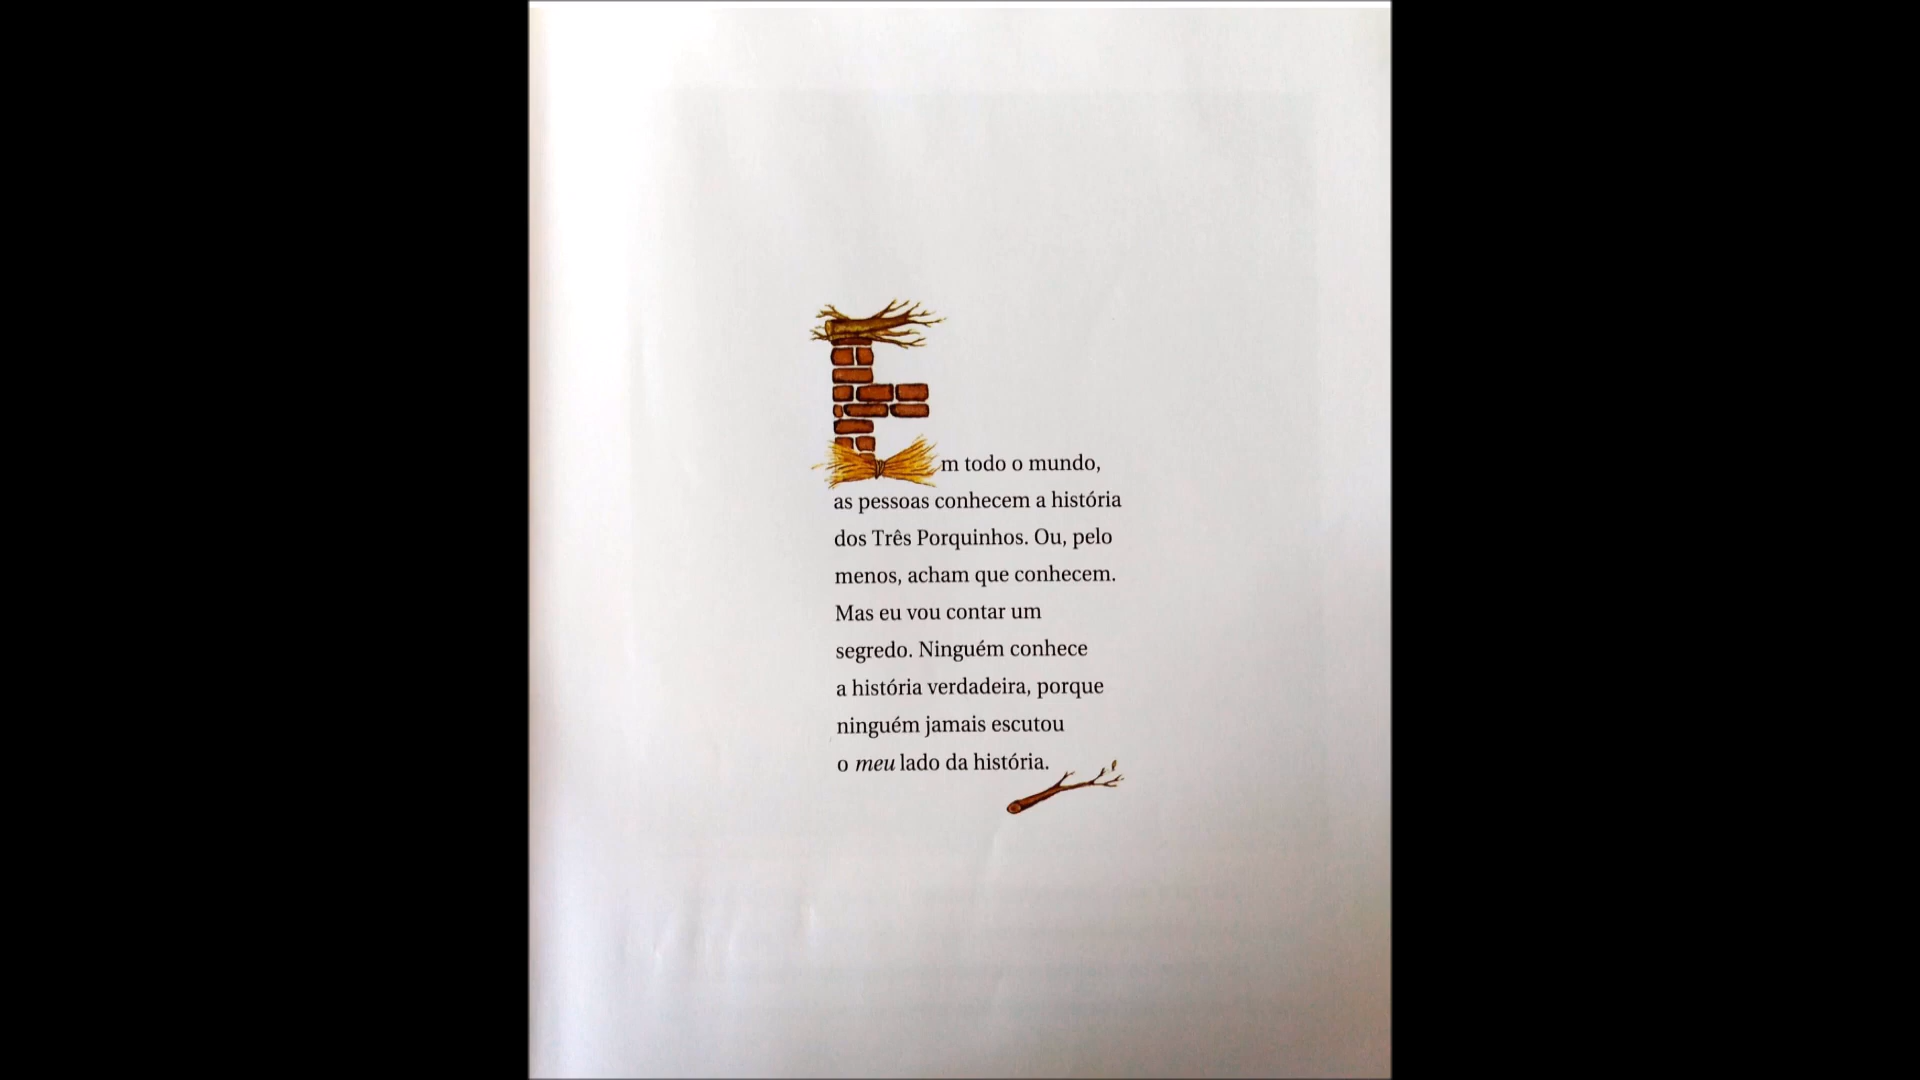 Em todo o mundo,
as pessoas conhecem a história
dos Três Porquinhos. Ou, pelo
menos, acham que conhecem.
Mas eu vou contar um
segredo. Ninguém conhece
a história verdadeira, porque
ninguém jamais escutou
o meu lado da história.